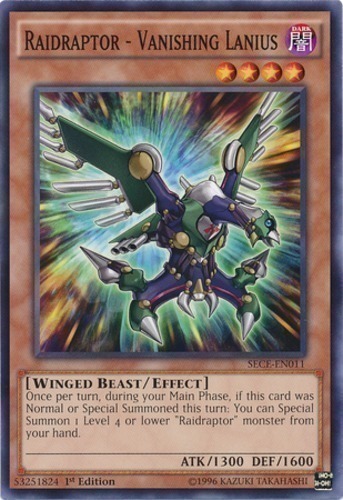 RAIDRAPTOR - VANISHING LANIUS
DARK
闇
SECE-EN011
[WINGED BEAST/EFFECT]
Once per turn, during your Main Phase, if this card was
Normal or Special Summoned this turn: You can Special
Summon 1 Level 4 or lower "Raidraptor" monster from
your hand.
ATK/1300 DEF/1600
53251824 1st Edition ©1996 KAZUKI TAKAHASHI